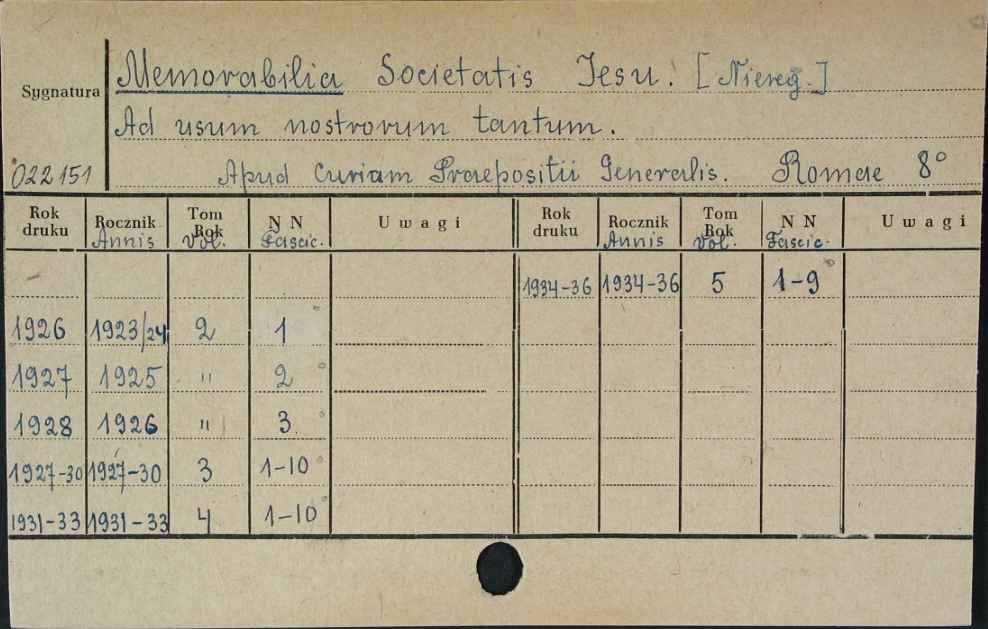 Memorabilia Societatis Iesu. [Niereg.]
Sygnatura
Ad usum nostrorum tantum.
022151 Apud Curiam Praepositii Generalis. Romae 8°
Rok druku Rocznik Annis Tom Rok Vol. N N Fascic. Uwagi Rok druku Rocznik Annis Tom Rok Vol. N N Fascic. Uwagi
1934-36 1934-36 5 1-9
1926 1923/24 2 1
1927 1925 " 2
1928 1926 " 3
1927-30 1927-30 3 1-10
1931-33 1931-33 4 1-10